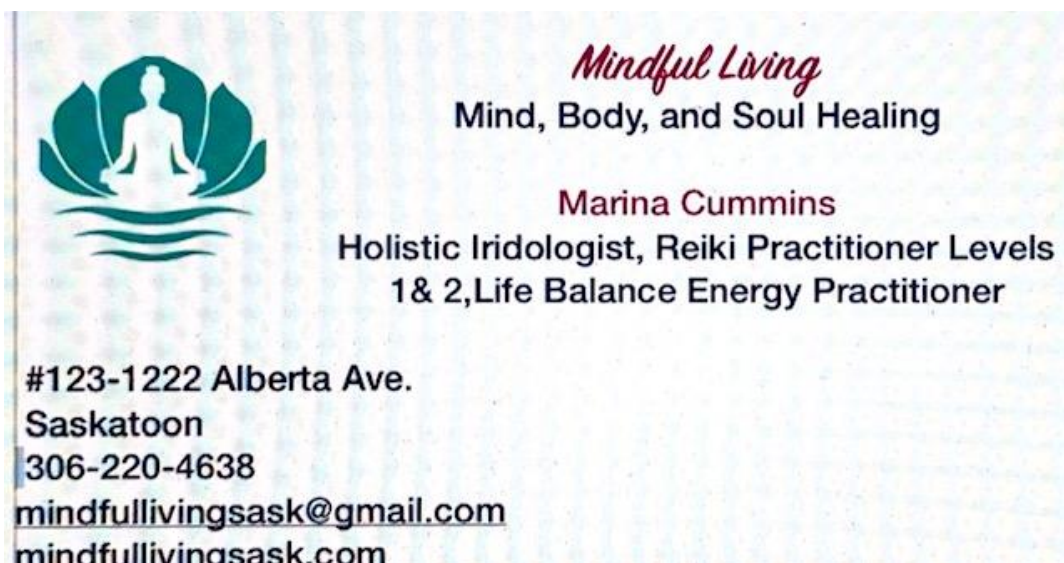 Mindful Living
Mind, Body, and Soul Healing
Marina Cummins
Holistic Iridologist, Reiki Practitioner Levels
1& 2,Life Balance Energy Practitioner
#123-1222 Alberta Ave.
Saskatoon
306-220-4638
mindfullivingsask@gmail.com
mindfullivingsask.com